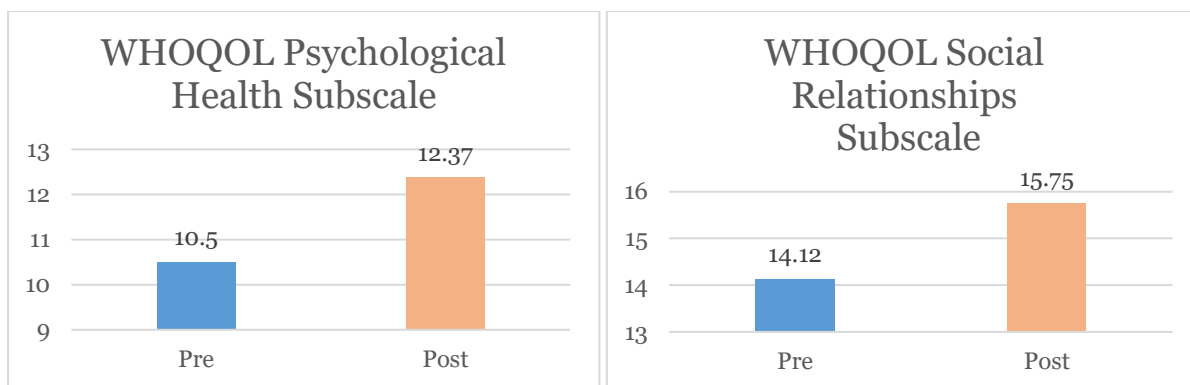 WHOQOL Psychological
Health Subscale
13
12
11
10
9
12.37
10.5
Pre
Post
WHOQOL Social
Relationships
Subscale
16
15
14
13
15.75
14.12
Pre
Post